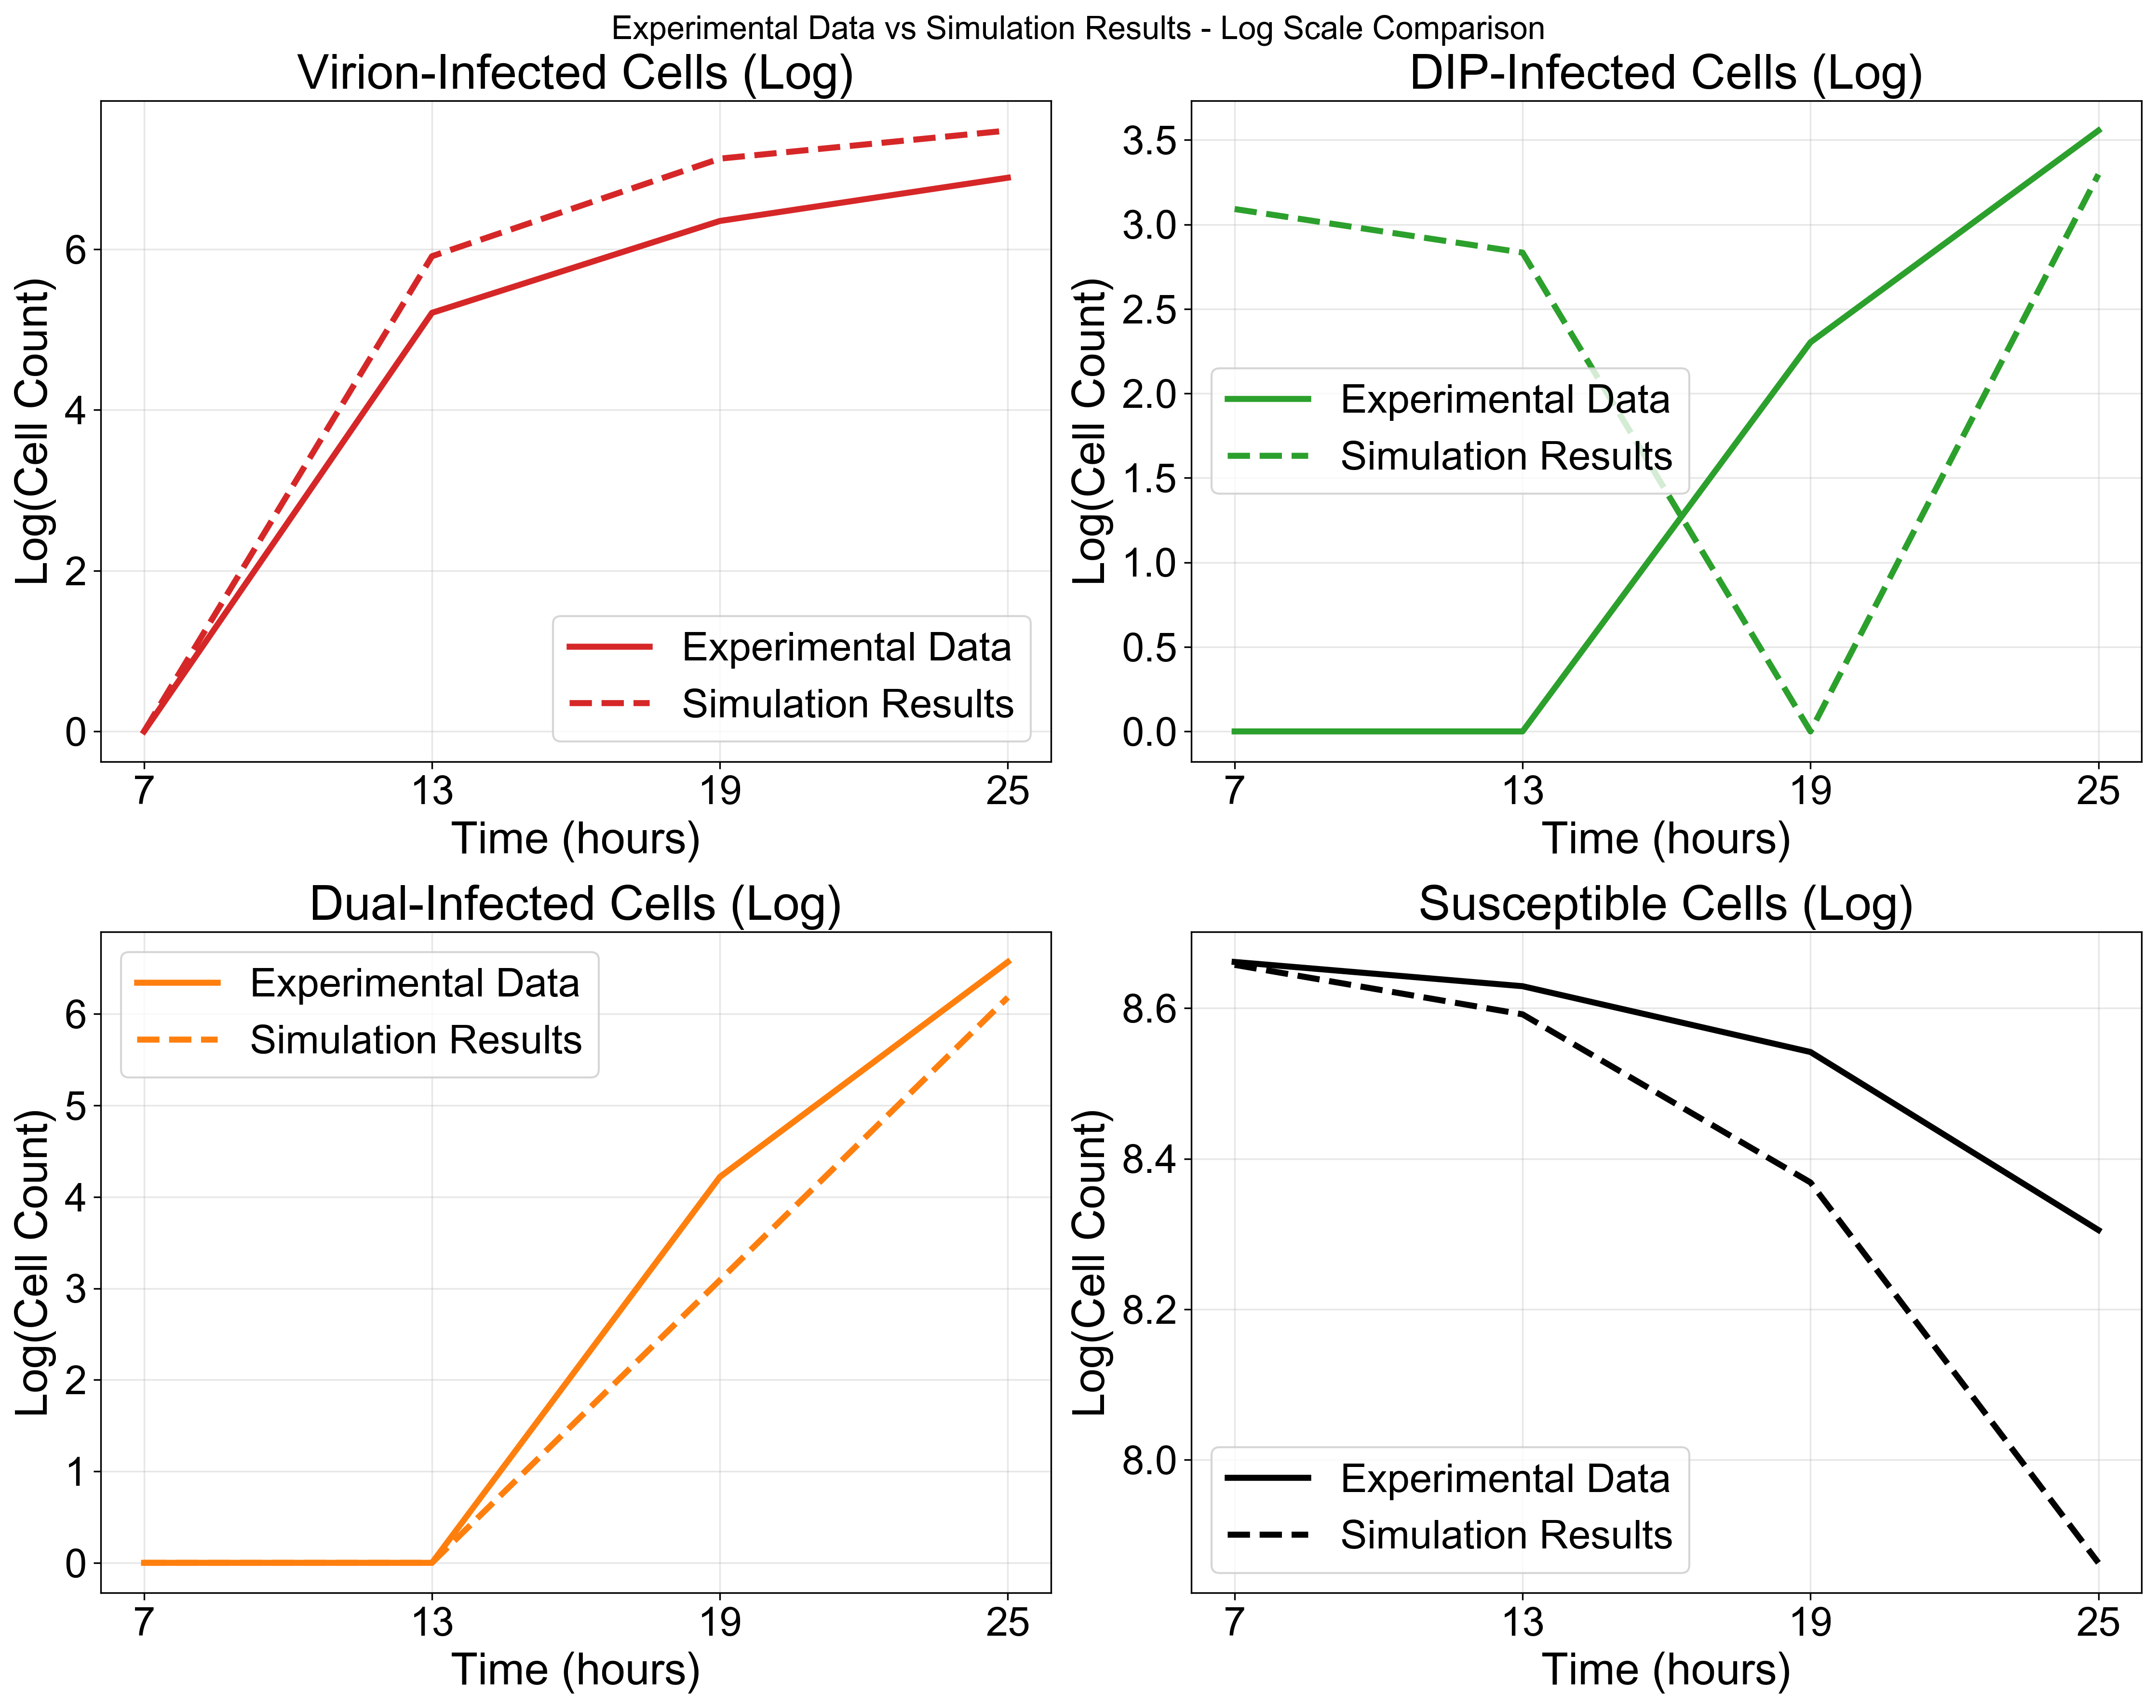 Experimental Data vs Simulation Results - Log Scale Comparison
Virion-Infected Cells (Log)
Log(Cell Count)
6
4
2
0
Experimental Data
Simulation Results
7 13 19 25
Time (hours)
DIP-Infected Cells (Log)
Log(Cell Count)
3.5
3.0
2.5
2.0
1.5
1.0
0.5
0.0
Experimental Data
Simulation Results
7 13 19 25
Time (hours)
Dual-Infected Cells (Log)
Log(Cell Count)
6
5
4
3
2
1
0
Experimental Data
Simulation Results
7 13 19 25
Time (hours)
Susceptible Cells (Log)
Log(Cell Count)
8.6
8.4
8.2
8.0
Experimental Data
Simulation Results
7 13 19 25
Time (hours)